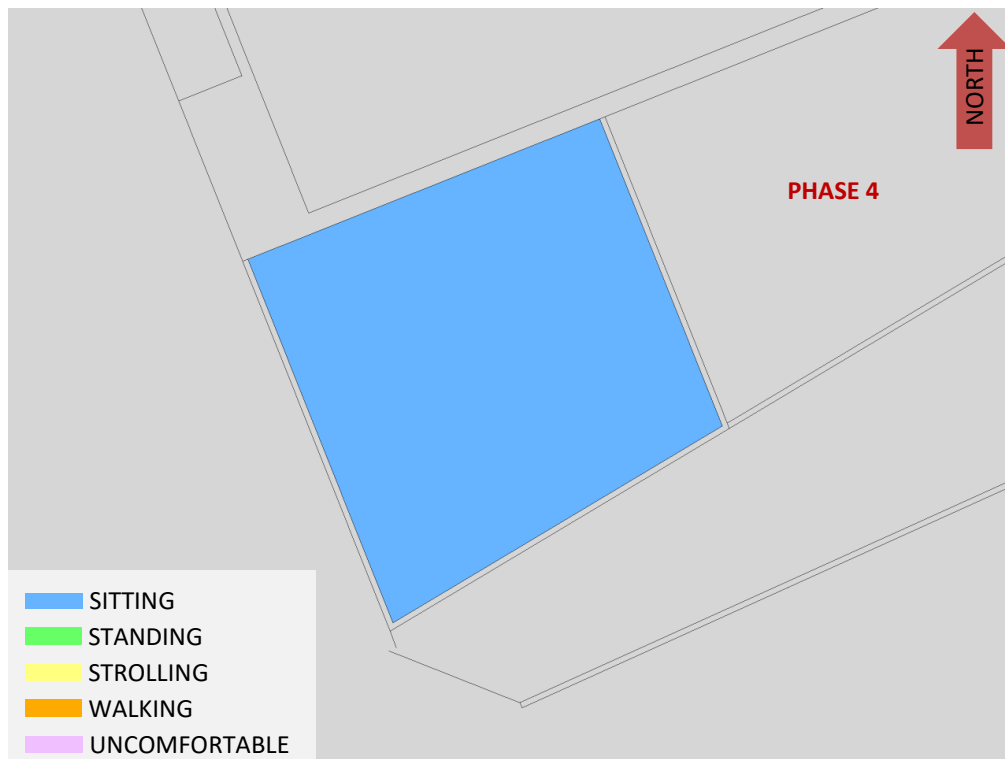 NORTH
PHASE 4
SITTING
STANDING
STROLLING
WALKING
UNCOMFORTABLE